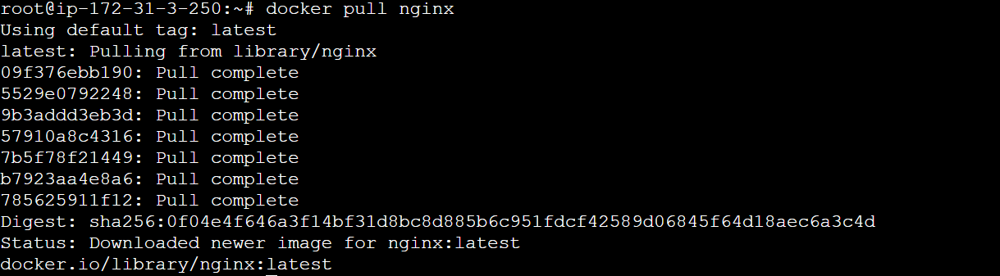 root@ip-172-31-3-250:~# docker pull nginx
Using default tag: latest
latest: Pulling from library/nginx
09f376ebb190: Pull complete
5529e0792248: Pull complete
9b3addd3eb3d: Pull complete
57910a8c4316: Pull complete
7b5f78f21449: Pull complete
b7923aa4e8a6: Pull complete
785625911f12: Pull complete
Digest: sha256:0f04e4f646a3f14bf31d8bc8d885b6c951fdcf42589d06845f64d18aec6a3c4d
Status: Downloaded newer image for nginx:latest
docker.io/library/nginx:latest